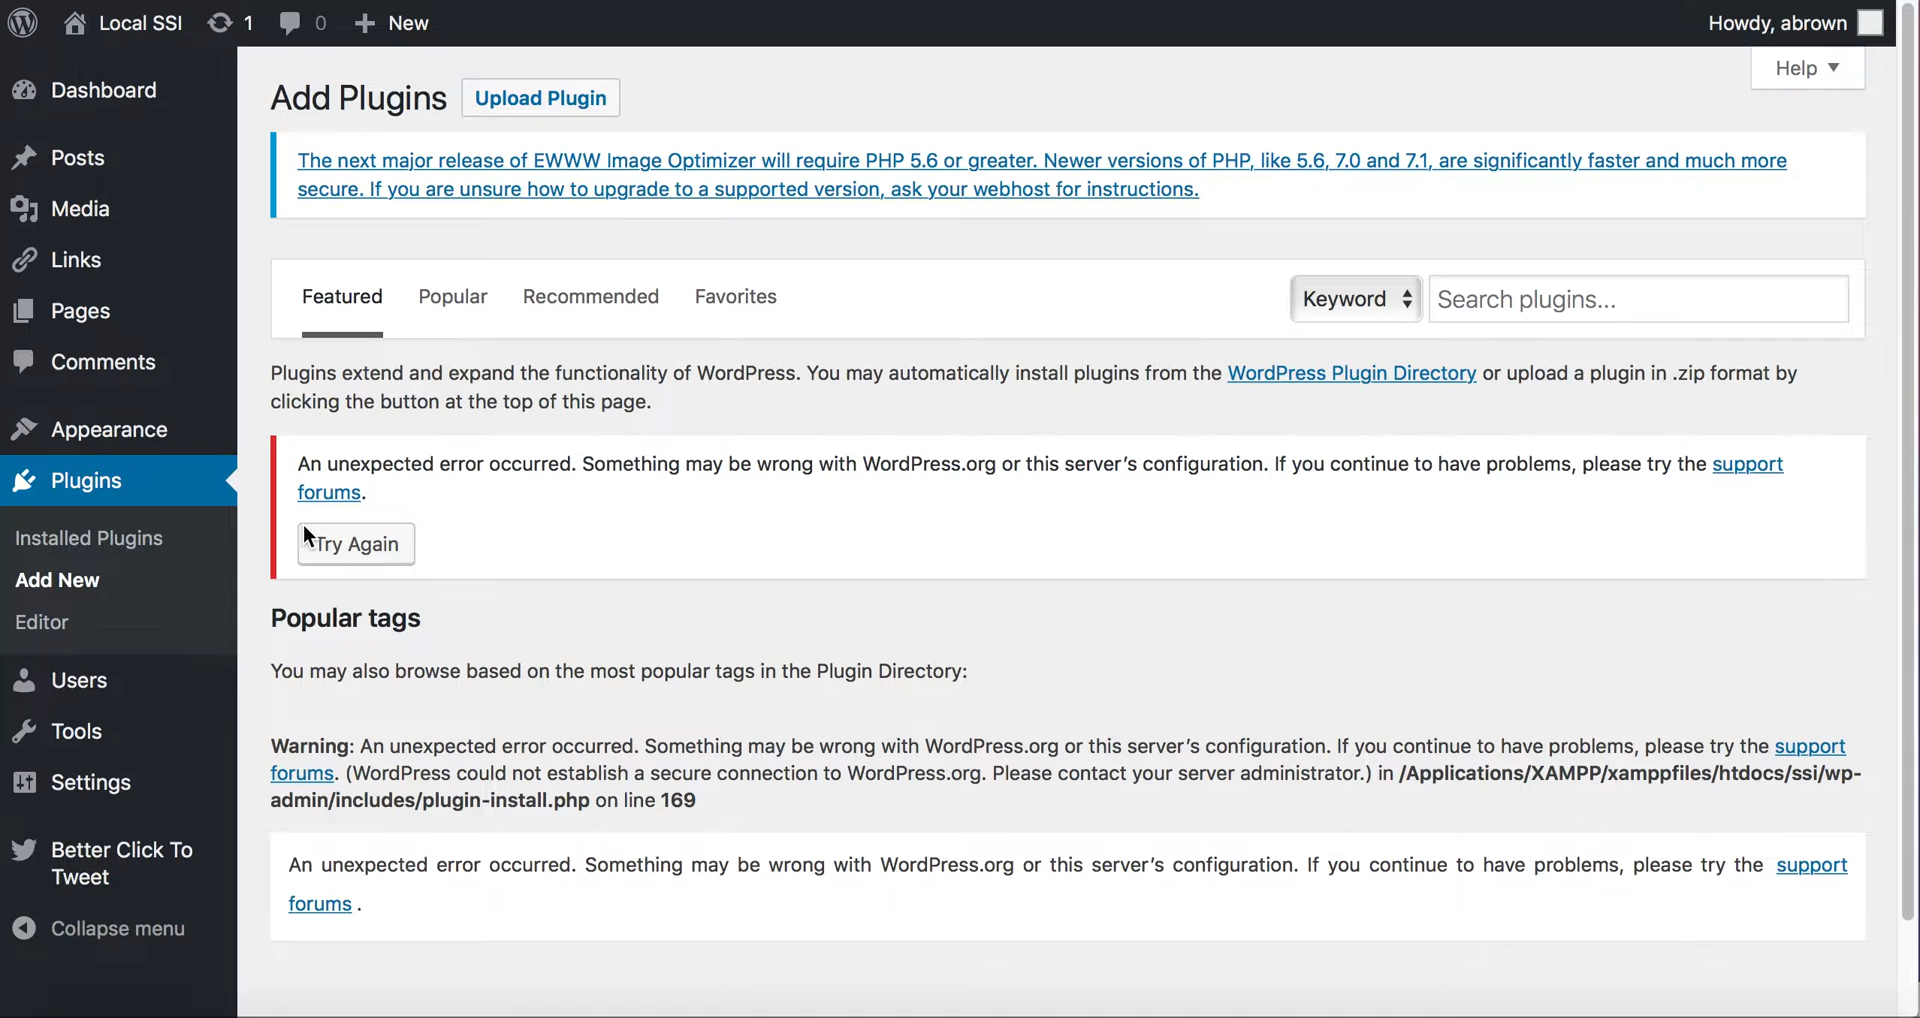 Local SSI 1 0 + New Howdy, abrown
Help ▼
Dashboard
Posts
Media
Links
Pages
Comments
Appearance
Plugins
Installed Plugins
Add New
Editor
Users
Tools
Settings
Better Click To
Tweet
Collapse menu
Add Plugins Upload Plugin
The next major release of EWWW Image Optimizer will require PHP 5.6 or greater. Newer versions of PHP, like 5.6, 7.0 and 7.1, are significantly faster and much more
secure. If you are unsure how to upgrade to a supported version, ask your webhost for instructions.
Featured Popular Recommended Favorites Keyword Search plugins...
Plugins extend and expand the functionality of WordPress. You may automatically install plugins from the WordPress Plugin Directory or upload a plugin in .zip format by
clicking the button at the top of this page.
An unexpected error occurred. Something may be wrong with WordPress.org or this server's configuration. If you continue to have problems, please try the support
forums.
Try Again
Popular tags
You may also browse based on the most popular tags in the Plugin Directory:
Warning: An unexpected error occurred. Something may be wrong with WordPress.org or this server's configuration. If you continue to have problems, please try the support
forums. (WordPress could not establish a secure connection to WordPress.org. Please contact your server administrator.) in /Applications/XAMPP/xamppfiles/htdocs/ssi/wp-
admin/includes/plugin-install.php on line 169
An unexpected error occurred. Something may be wrong with WordPress.org or this server's configuration. If you continue to have problems, please try the support
forums .